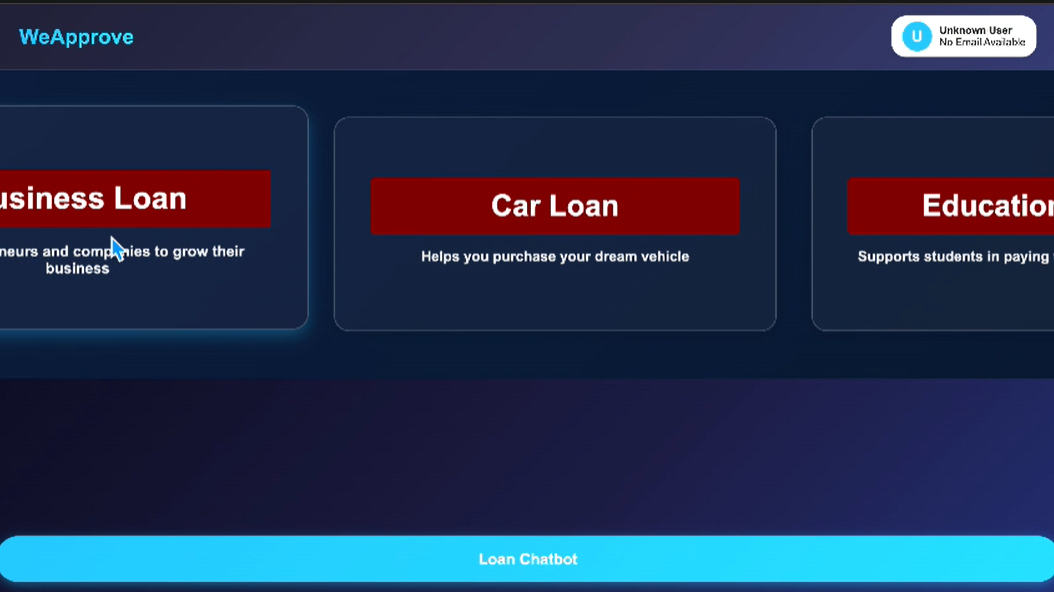 WeApprove
U
Unknown User
No Email Available
usiness Loan
neurs and companies to grow their
business
Car Loan
Helps you purchase your dream vehicle
Education
Supports students in paying
Loan Chatbot